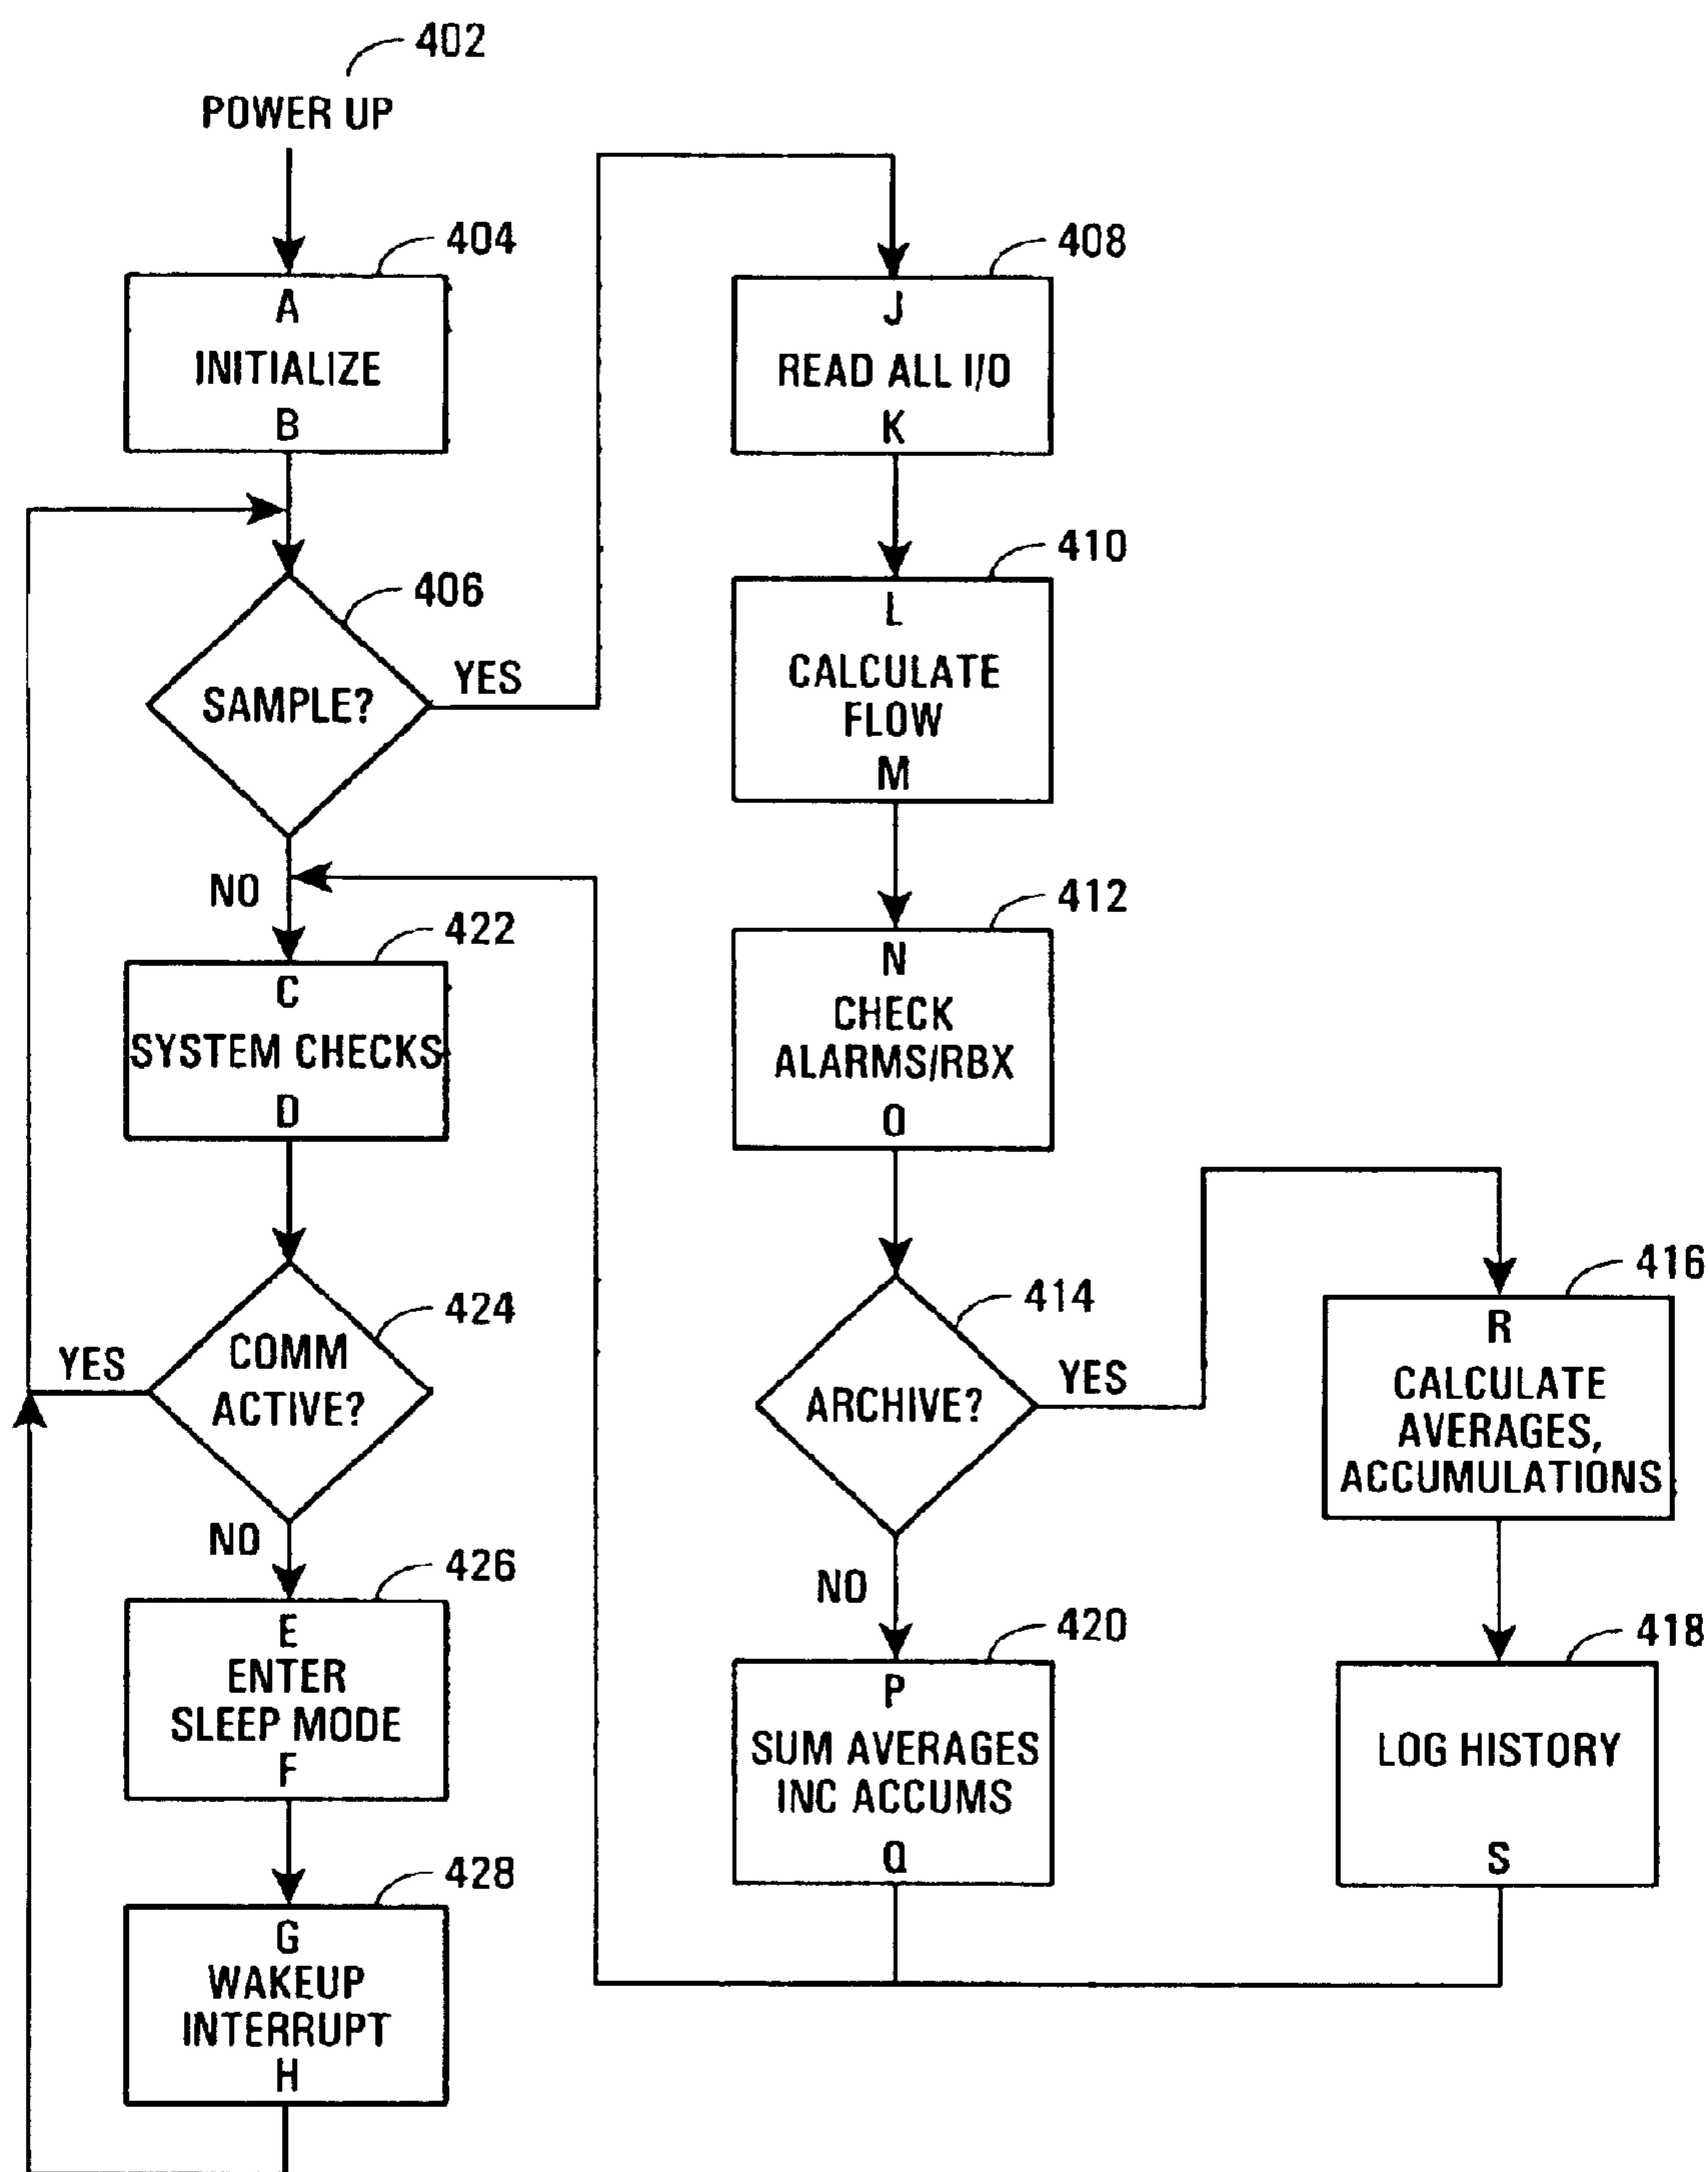 402
POWER UP
404
A
INITIALIZE
B
406
SAMPLE?
YES
NO
422
C
SYSTEM CHECKS
D
424
COMM
ACTIVE?
YES
NO
426
E
ENTER
SLEEP MODE
F
428
G
WAKEUP
INTERRUPT
H
408
J
READ ALL I/O
K
410
L
CALCULATE
FLOW
M
412
N
CHECK
ALARMS/RBX
O
414
ARCHIVE?
YES
NO
420
P
SUM AVERAGES
INC ACCUMS
Q
416
R
CALCULATE
AVERAGES,
ACCUMULATIONS
418
LOG HISTORY
S